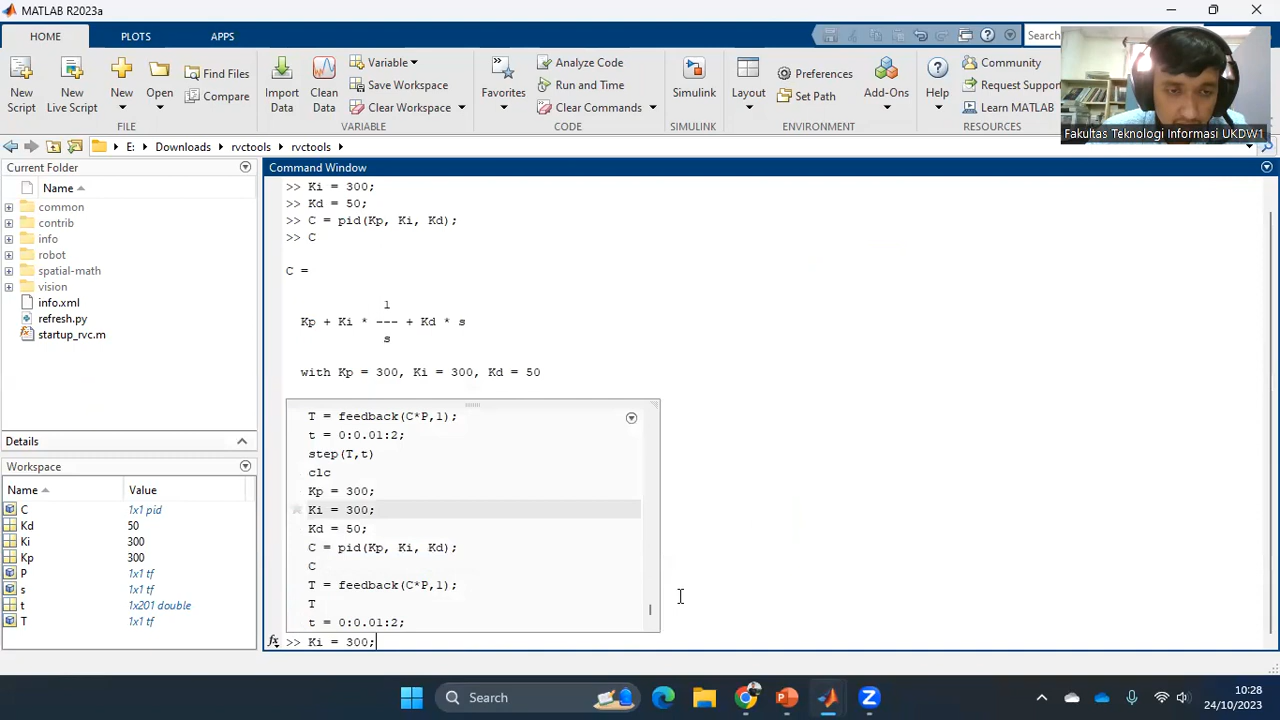 MATLAB R2023a
HOME
PLOTS
APPS
Search
New Script
New Live Script
New
Open
Find Files
Compare
FILE
Import Data
Clean Data
Variable
Save Workspace
Clear Workspace
VARIABLE
Favorites
Analyze Code
Run and Time
Clear Commands
CODE
Simulink
SIMULINK
Layout
Preferences
Set Path
Add-Ons
ENVIRONMENT
Help
Community
Request Support
Learn MATLAB
RESOURCES
Fakultas Teknologi Informasi UKDW1
E: Downloads rvctools rvctools
Current Folder
Name
common
contrib
info
robot
spatial-math
vision
info.xml
refresh.py
startup_rvc.m
Details
Workspace
Name Value
C 1x1 pid
Kd 50
Ki 300
Kp 300
P 1x1 tf
s 1x1 tf
t 1x201 double
T 1x1 tf
Command Window
>> Ki = 300;
>> Kd = 50;
>> C = pid(Kp, Ki, Kd);
>> C
C =
1
Kp + Ki * --- + Kd * s
s
with Kp = 300, Ki = 300, Kd = 50
T = feedback(C*P,1);
t = 0:0.01:2;
step(T,t)
clc
Kp = 300;
Ki = 300;
Kd = 50;
C = pid(Kp, Ki, Kd);
C
T = feedback(C*P,1);
T
t = 0:0.01:2;
fx >> Ki = 300;
Search
10:28
24/10/2023